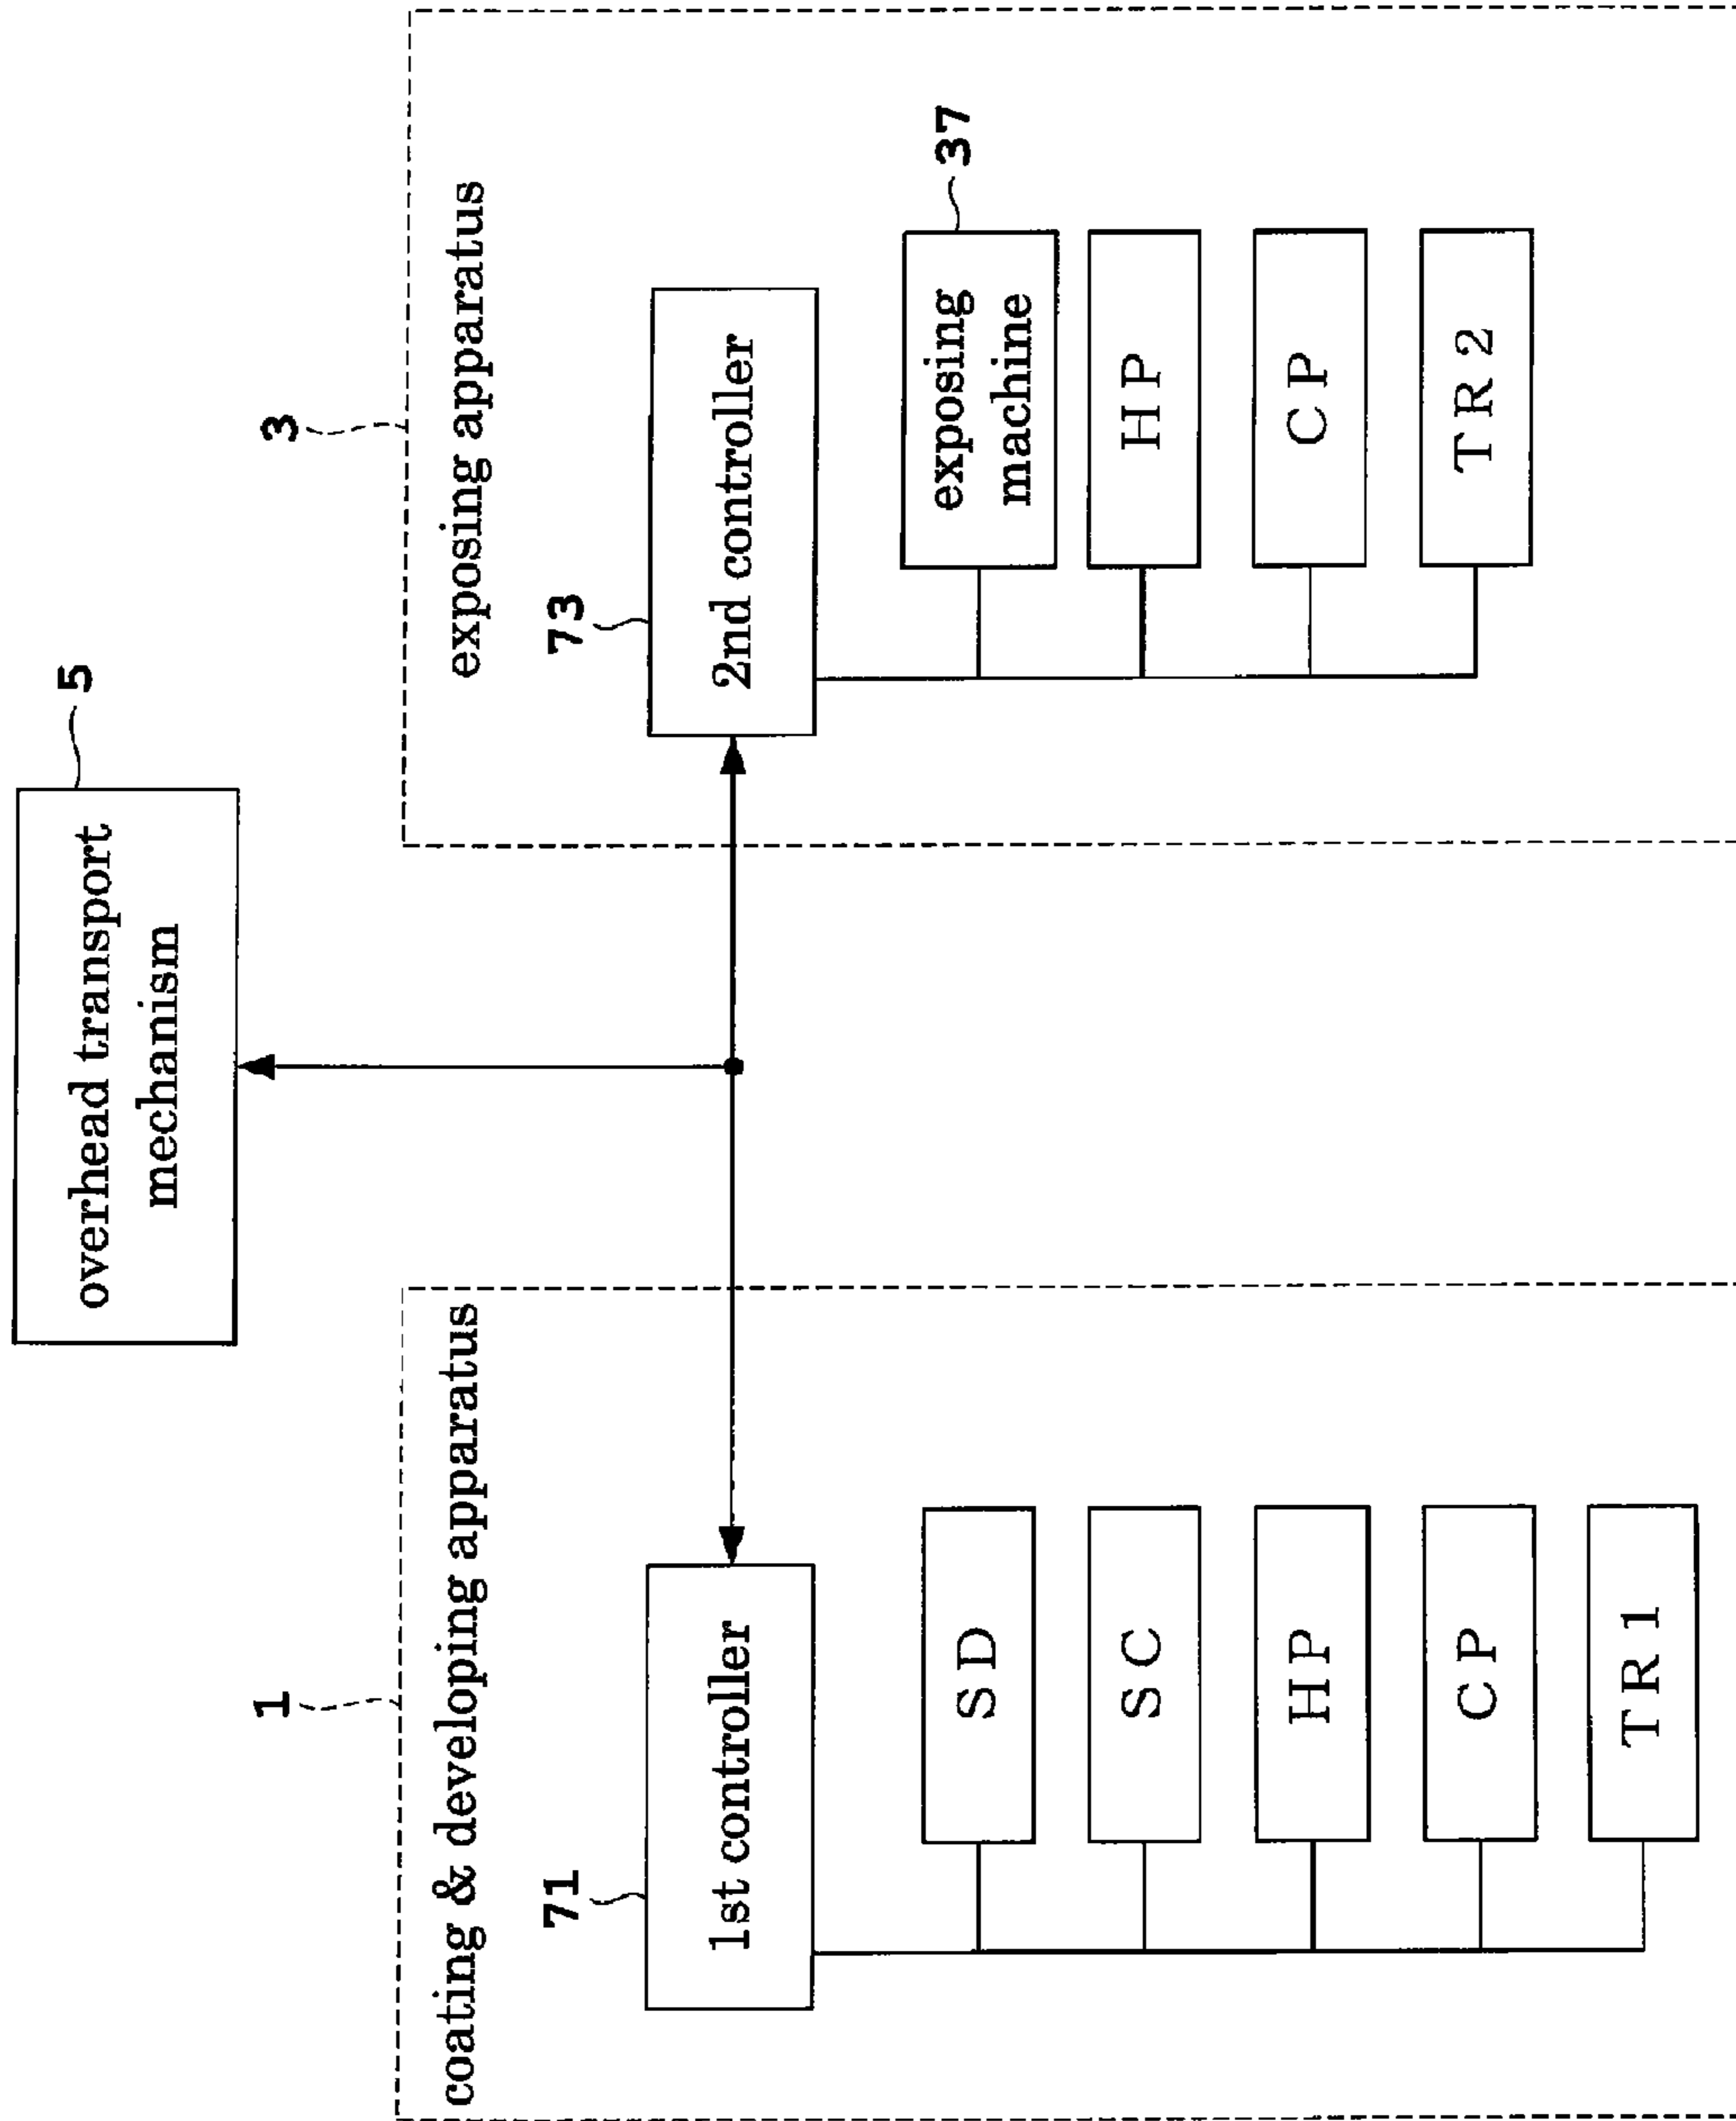 overhead transport
mechanism
5
1
coating & developing apparatus
71
1st controller
SD
SC
HP
CP
TR1
3
exposing apparatus
73
2nd controller
exposing
machine
37
HP
CP
TR2